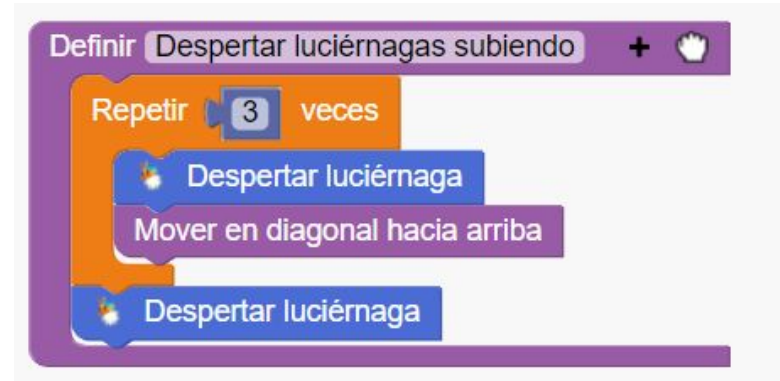 Definir Despertar luciérnagas subiendo +
Repetir 3 veces
Despertar luciérnaga
Mover en diagonal hacia arriba
Despertar luciérnaga